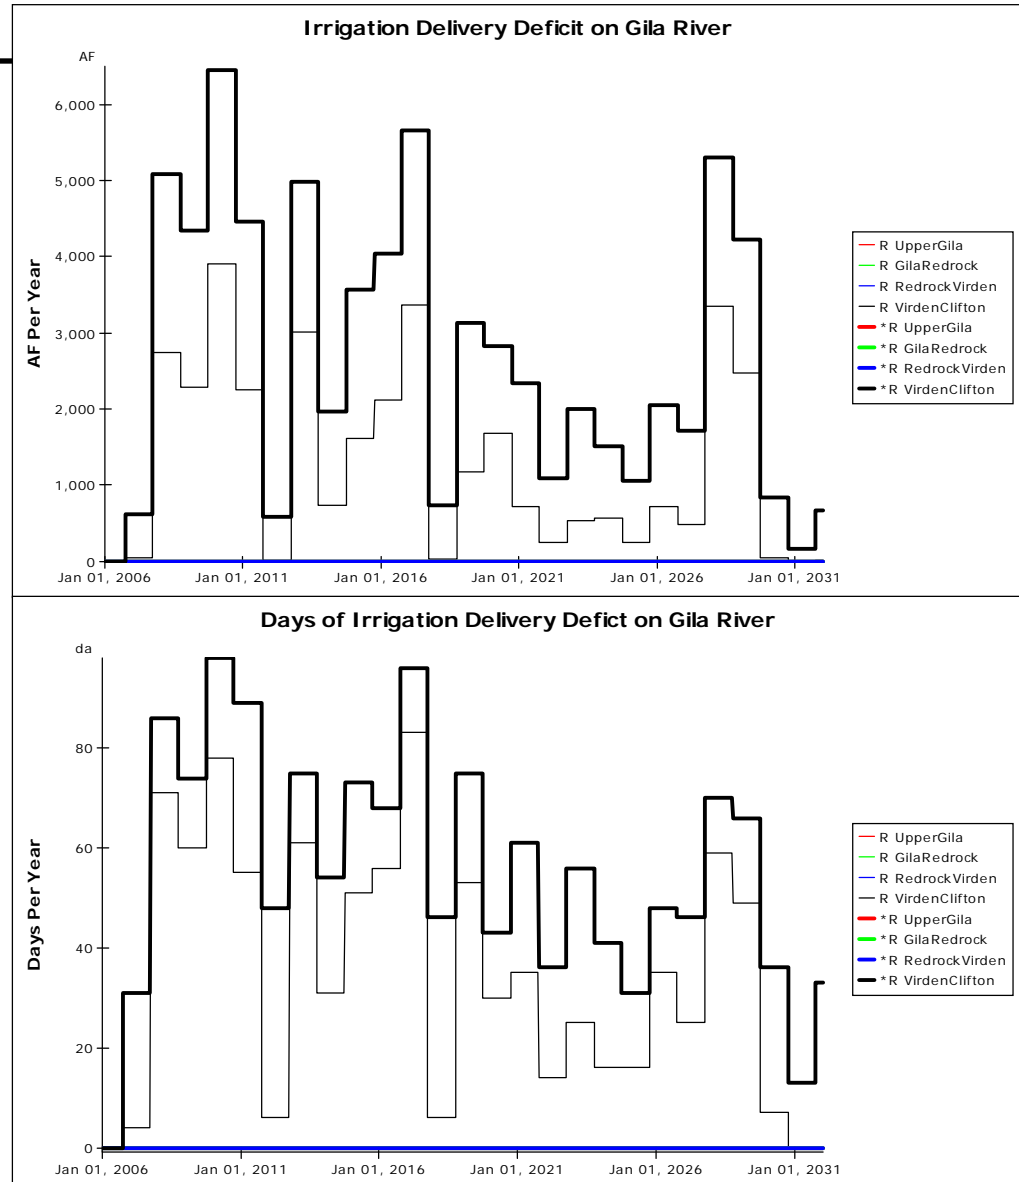 Irrigation Delivery Deficit on Gila River
AF
6,000
5,000
4,000
3,000
2,000
1,000
0
AF Per Year
Jan 01, 2006
Jan 01, 2011
Jan 01, 2016
Jan 01, 2021
Jan 01, 2026
Jan 01, 2031
R UpperGila
R GilaRedrock
R RedrockVirden
R VirdenClifton
*R UpperGila
*R GilaRedrock
*R RedrockVirden
*R VirdenClifton
Days of Irrigation Delivery Defict on Gila River
da
80
60
40
20
0
Days Per Year
Jan 01, 2006
Jan 01, 2011
Jan 01, 2016
Jan 01, 2021
Jan 01, 2026
Jan 01, 2031
R UpperGila
R GilaRedrock
R RedrockVirden
R VirdenClifton
*R UpperGila
*R GilaRedrock
*R RedrockVirden
*R VirdenClifton